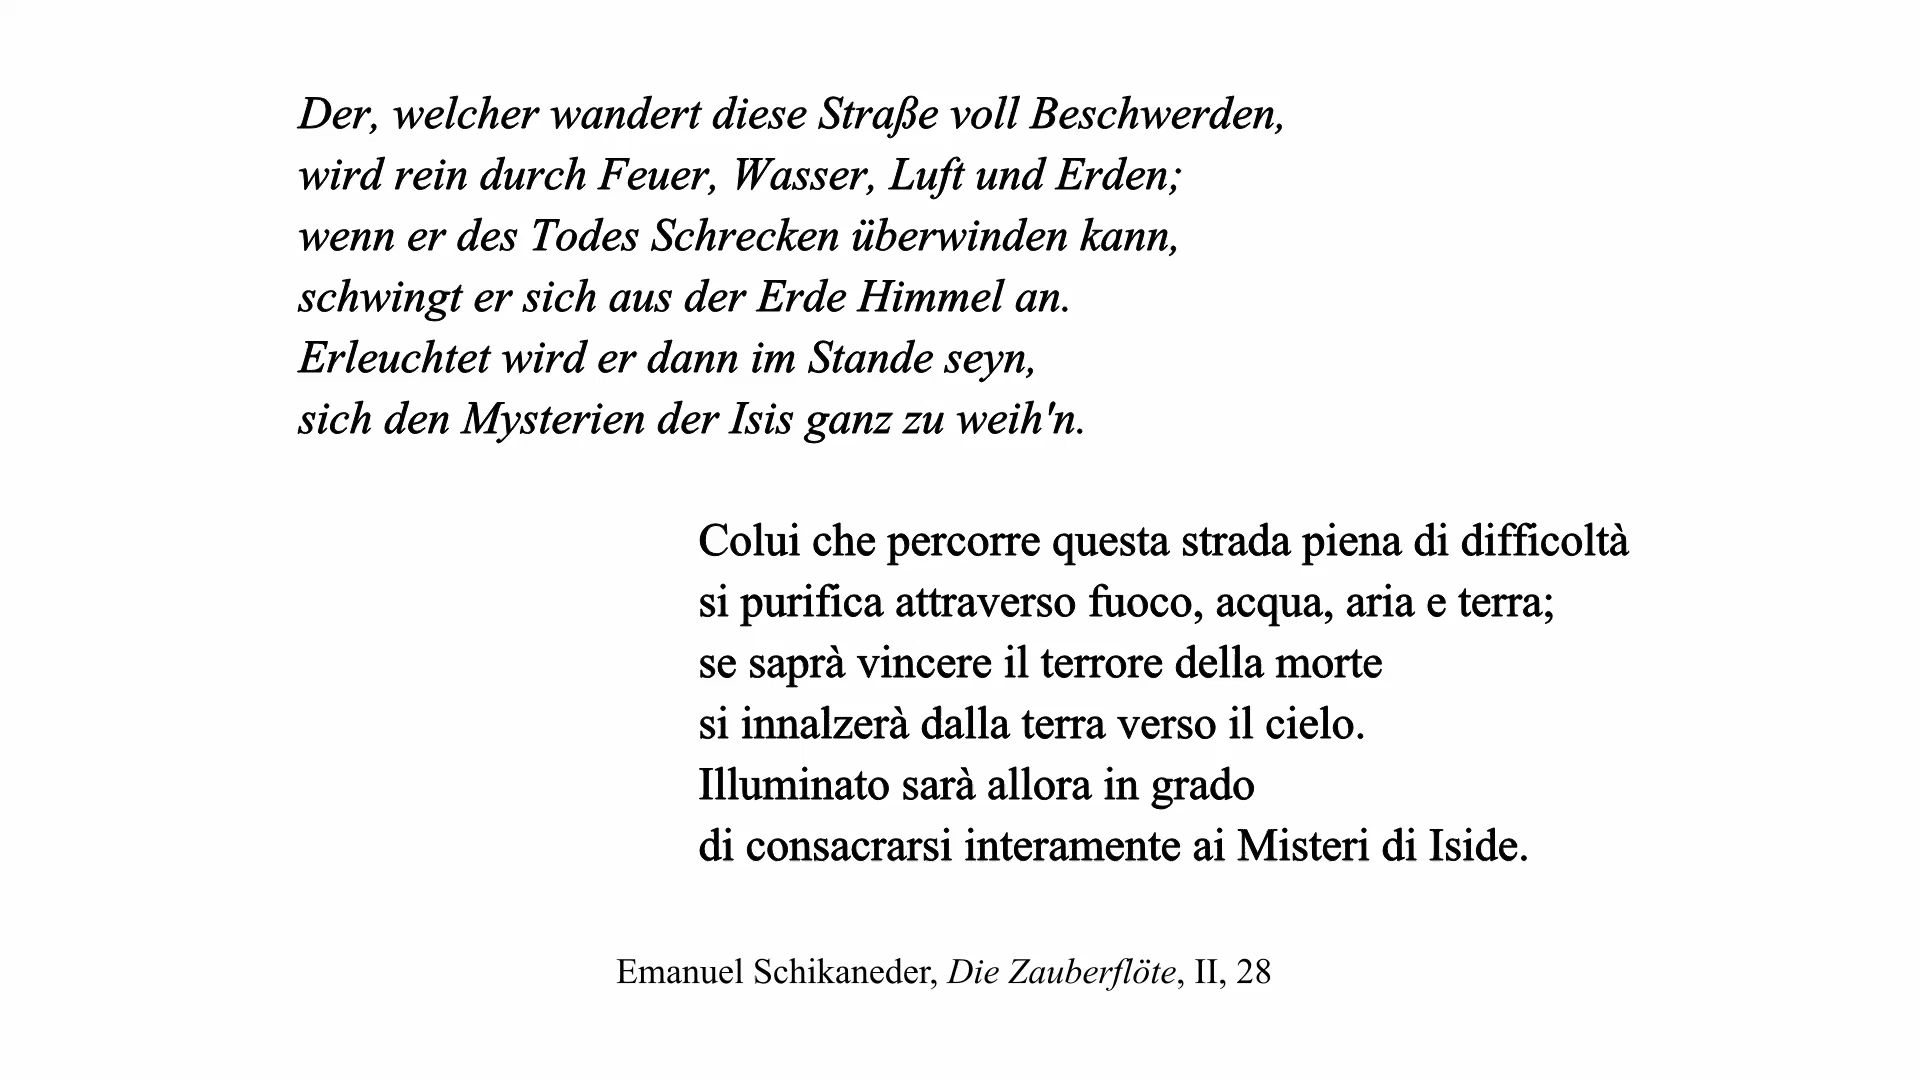 Der, welcher wandert diese Straße voll Beschwerden,
wird rein durch Feuer, Wasser, Luft und Erden;
wenn er des Todes Schrecken überwinden kann,
schwingt er sich aus der Erde Himmel an.
Erleuchtet wird er dann im Stande seyn,
sich den Mysterien der Isis ganz zu weih'n.
Colui che percorre questa strada piena di difficoltà
si purifica attraverso fuoco, acqua, aria e terra;
se saprà vincere il terrore della morte
si innalzerà dalla terra verso il cielo.
Illuminato sarà allora in grado
di consacrarsi interamente ai Misteri di Iside.
Emanuel Schikaneder, Die Zauberflöte, II, 28